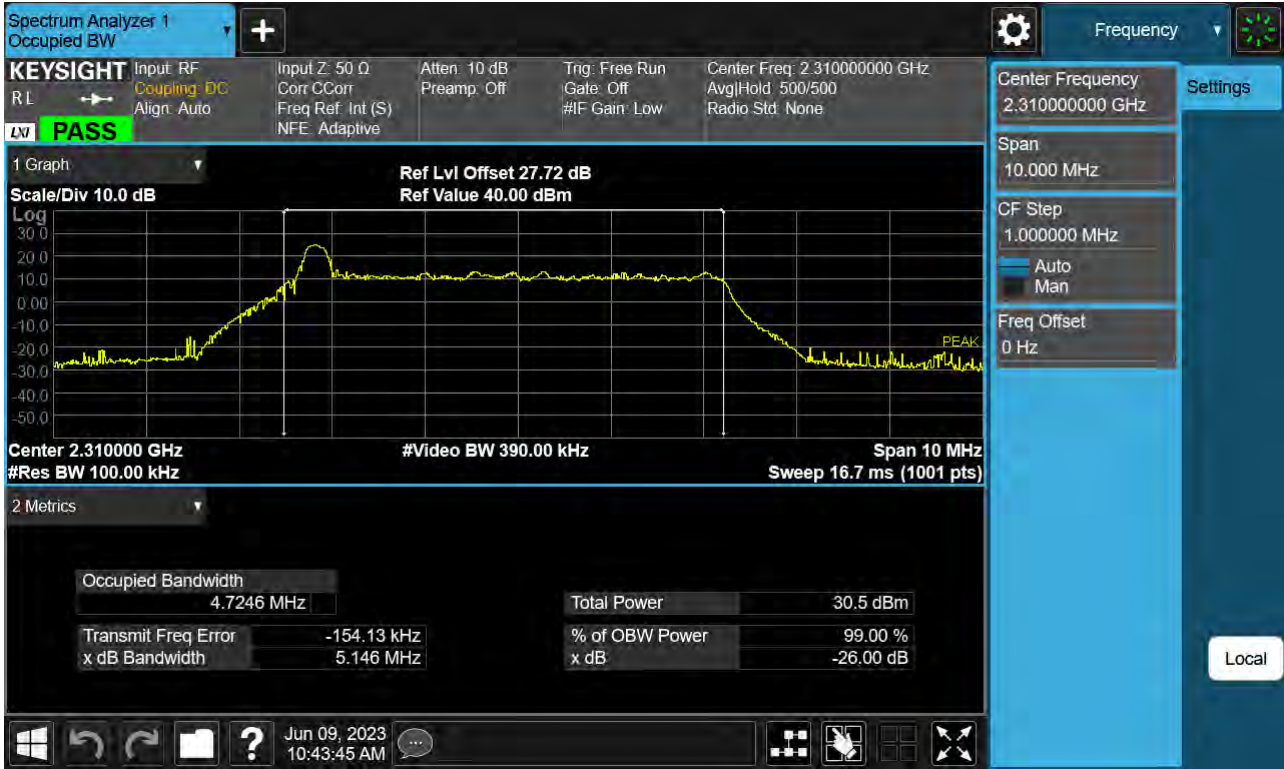 Spectrum Analyzer 1
Occupied BW
Frequency
KEYSIGHT
R L
LXI
PASS
Input: RF
Coupling: DC
Align: Auto
Input Z: 50 Ω
Corr CCorr
Freq Ref: Int (S)
NFE: Adaptive
Atten: 10 dB
Preamp: Off
Trig: Free Run
Gate: Off
#IF Gain: Low
Center Freq: 2.310000000 GHz
Avg|Hold: 500/500
Radio Std: None
1 Graph
Scale/Div 10.0 dB
Ref Lvl Offset 27.72 dB
Ref Value 40.00 dBm
Log
30.0
20.0
10.0
0.00
-10.0
-20.0
-30.0
-40.0
-50.0
PEAK
Center 2.310000 GHz
#Video BW 390.00 kHz
Span 10 MHz
#Res BW 100.00 kHz
Sweep 16.7 ms (1001 pts)
2 Metrics
Occupied Bandwidth
4.7246 MHz
Total Power 30.5 dBm
Transmit Freq Error -154.13 kHz
% of OBW Power 99.00 %
x dB Bandwidth 5.146 MHz
x dB -26.00 dB
Center Frequency
2.310000000 GHz
Settings
Span
10.000 MHz
CF Step
1.000000 MHz
Auto
Man
Freq Offset
0 Hz
Local
?
Jun 09, 2023
10:43:45 AM